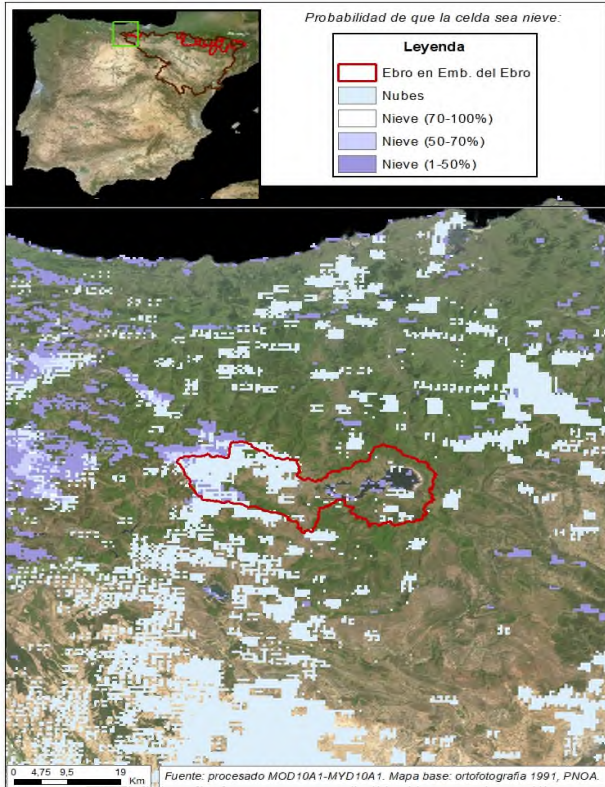 Probabilidad de que la celda sea nieve:
Leyenda
Ebro en Emb. del Ebro
Nubes
Nieve (70-100%)
Nieve (50-70%)
Nieve (1-50%)
0 4,75 9,5 19
Km
Fuente: procesado MOD10A1-MYD10A1. Mapa base: ortofotografía 1991, PNOA.